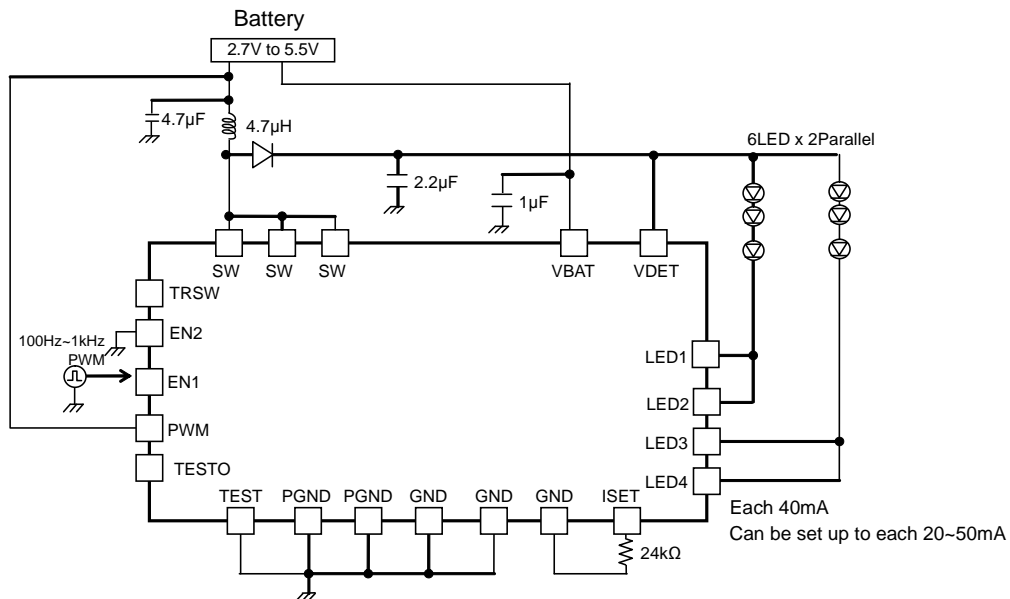 Battery
2.7V to 5.5V
4.7μF
4.7μH
6LED x 2Parallel
2.2μF
1μF
SW
SW
SW
VBAT
VDET
TRSW
EN2
100Hz~1kHz
PWM
EN1
PWM
TESTO
LED1
LED2
LED3
LED4
TEST
PGND
PGND
GND
GND
GND
ISET
Each 40mA
Can be set up to each 20~50mA
24kΩ